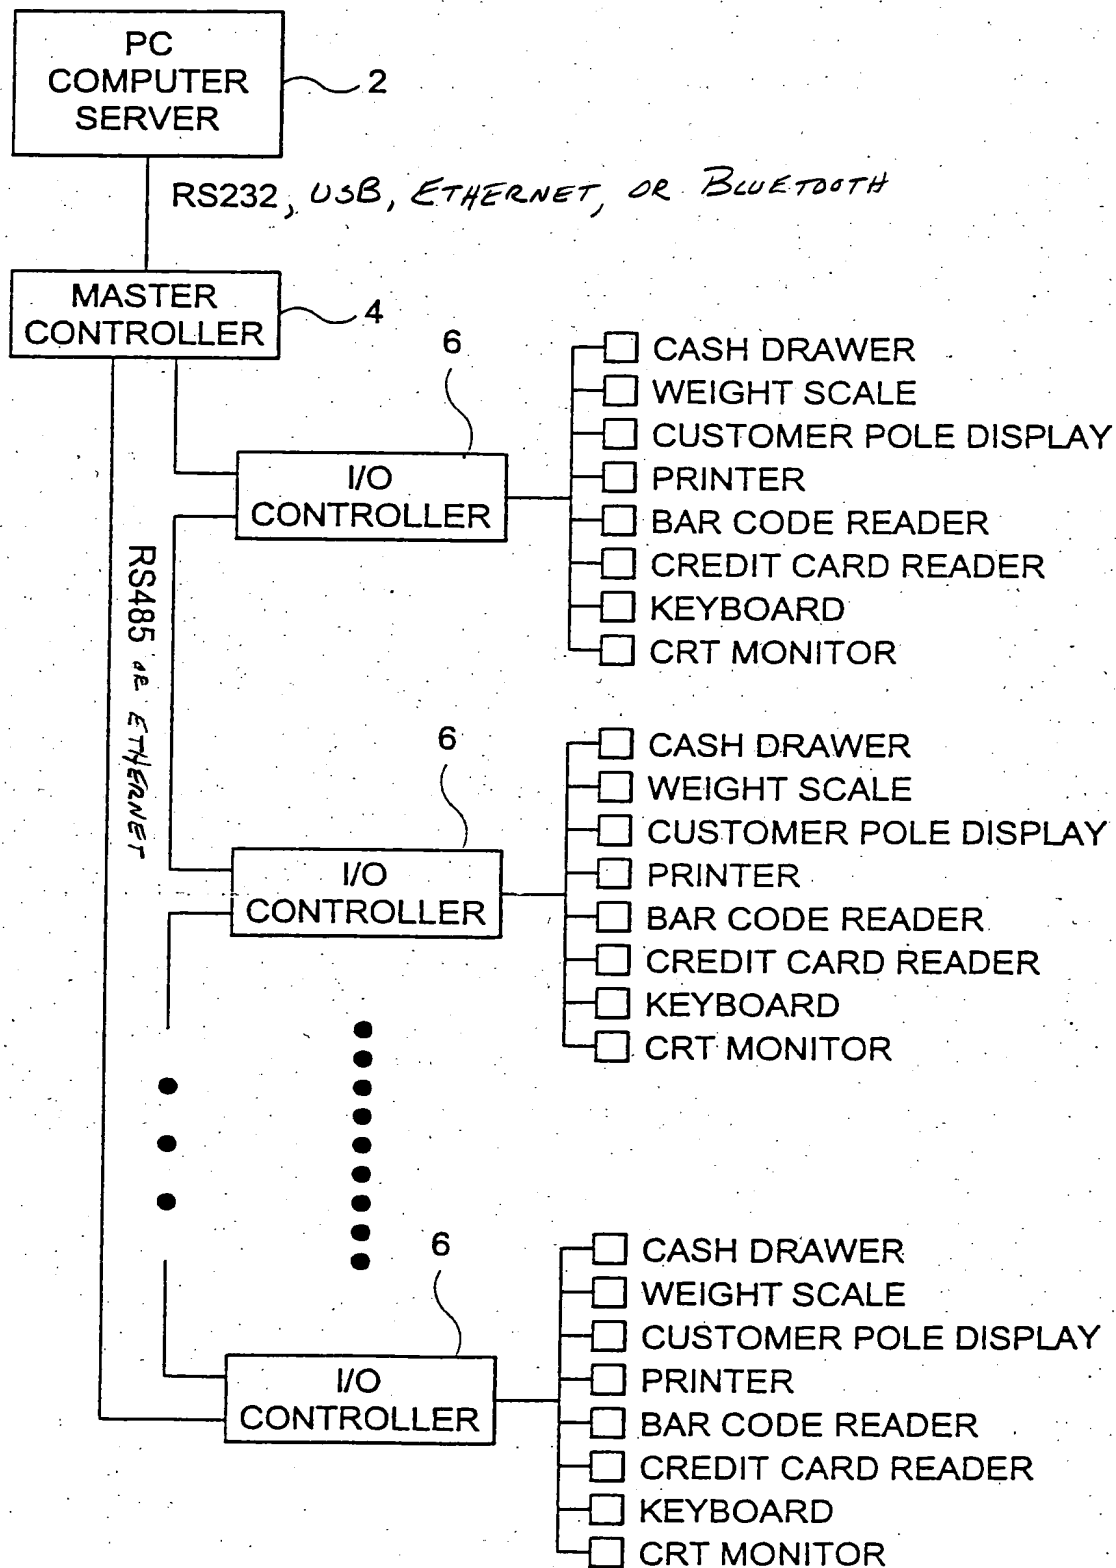 PC
COMPUTER
SERVER
2
RS232, USB, ETHERNET, OR BLUETOOTH
MASTER
CONTROLLER
4
6
I/O
CONTROLLER
CASH DRAWER
WEIGHT SCALE
CUSTOMER POLE DISPLAY
PRINTER
BAR CODE READER
CREDIT CARD READER
KEYBOARD
CRT MONITOR
RS485 OR ETHERNET
6
I/O
CONTROLLER
CASH DRAWER
WEIGHT SCALE
CUSTOMER POLE DISPLAY
PRINTER
BAR CODE READER
CREDIT CARD READER
KEYBOARD
CRT MONITOR
6
I/O
CONTROLLER
CASH DRAWER
WEIGHT SCALE
CUSTOMER POLE DISPLAY
PRINTER
BAR CODE READER
CREDIT CARD READER
KEYBOARD
CRT MONITOR